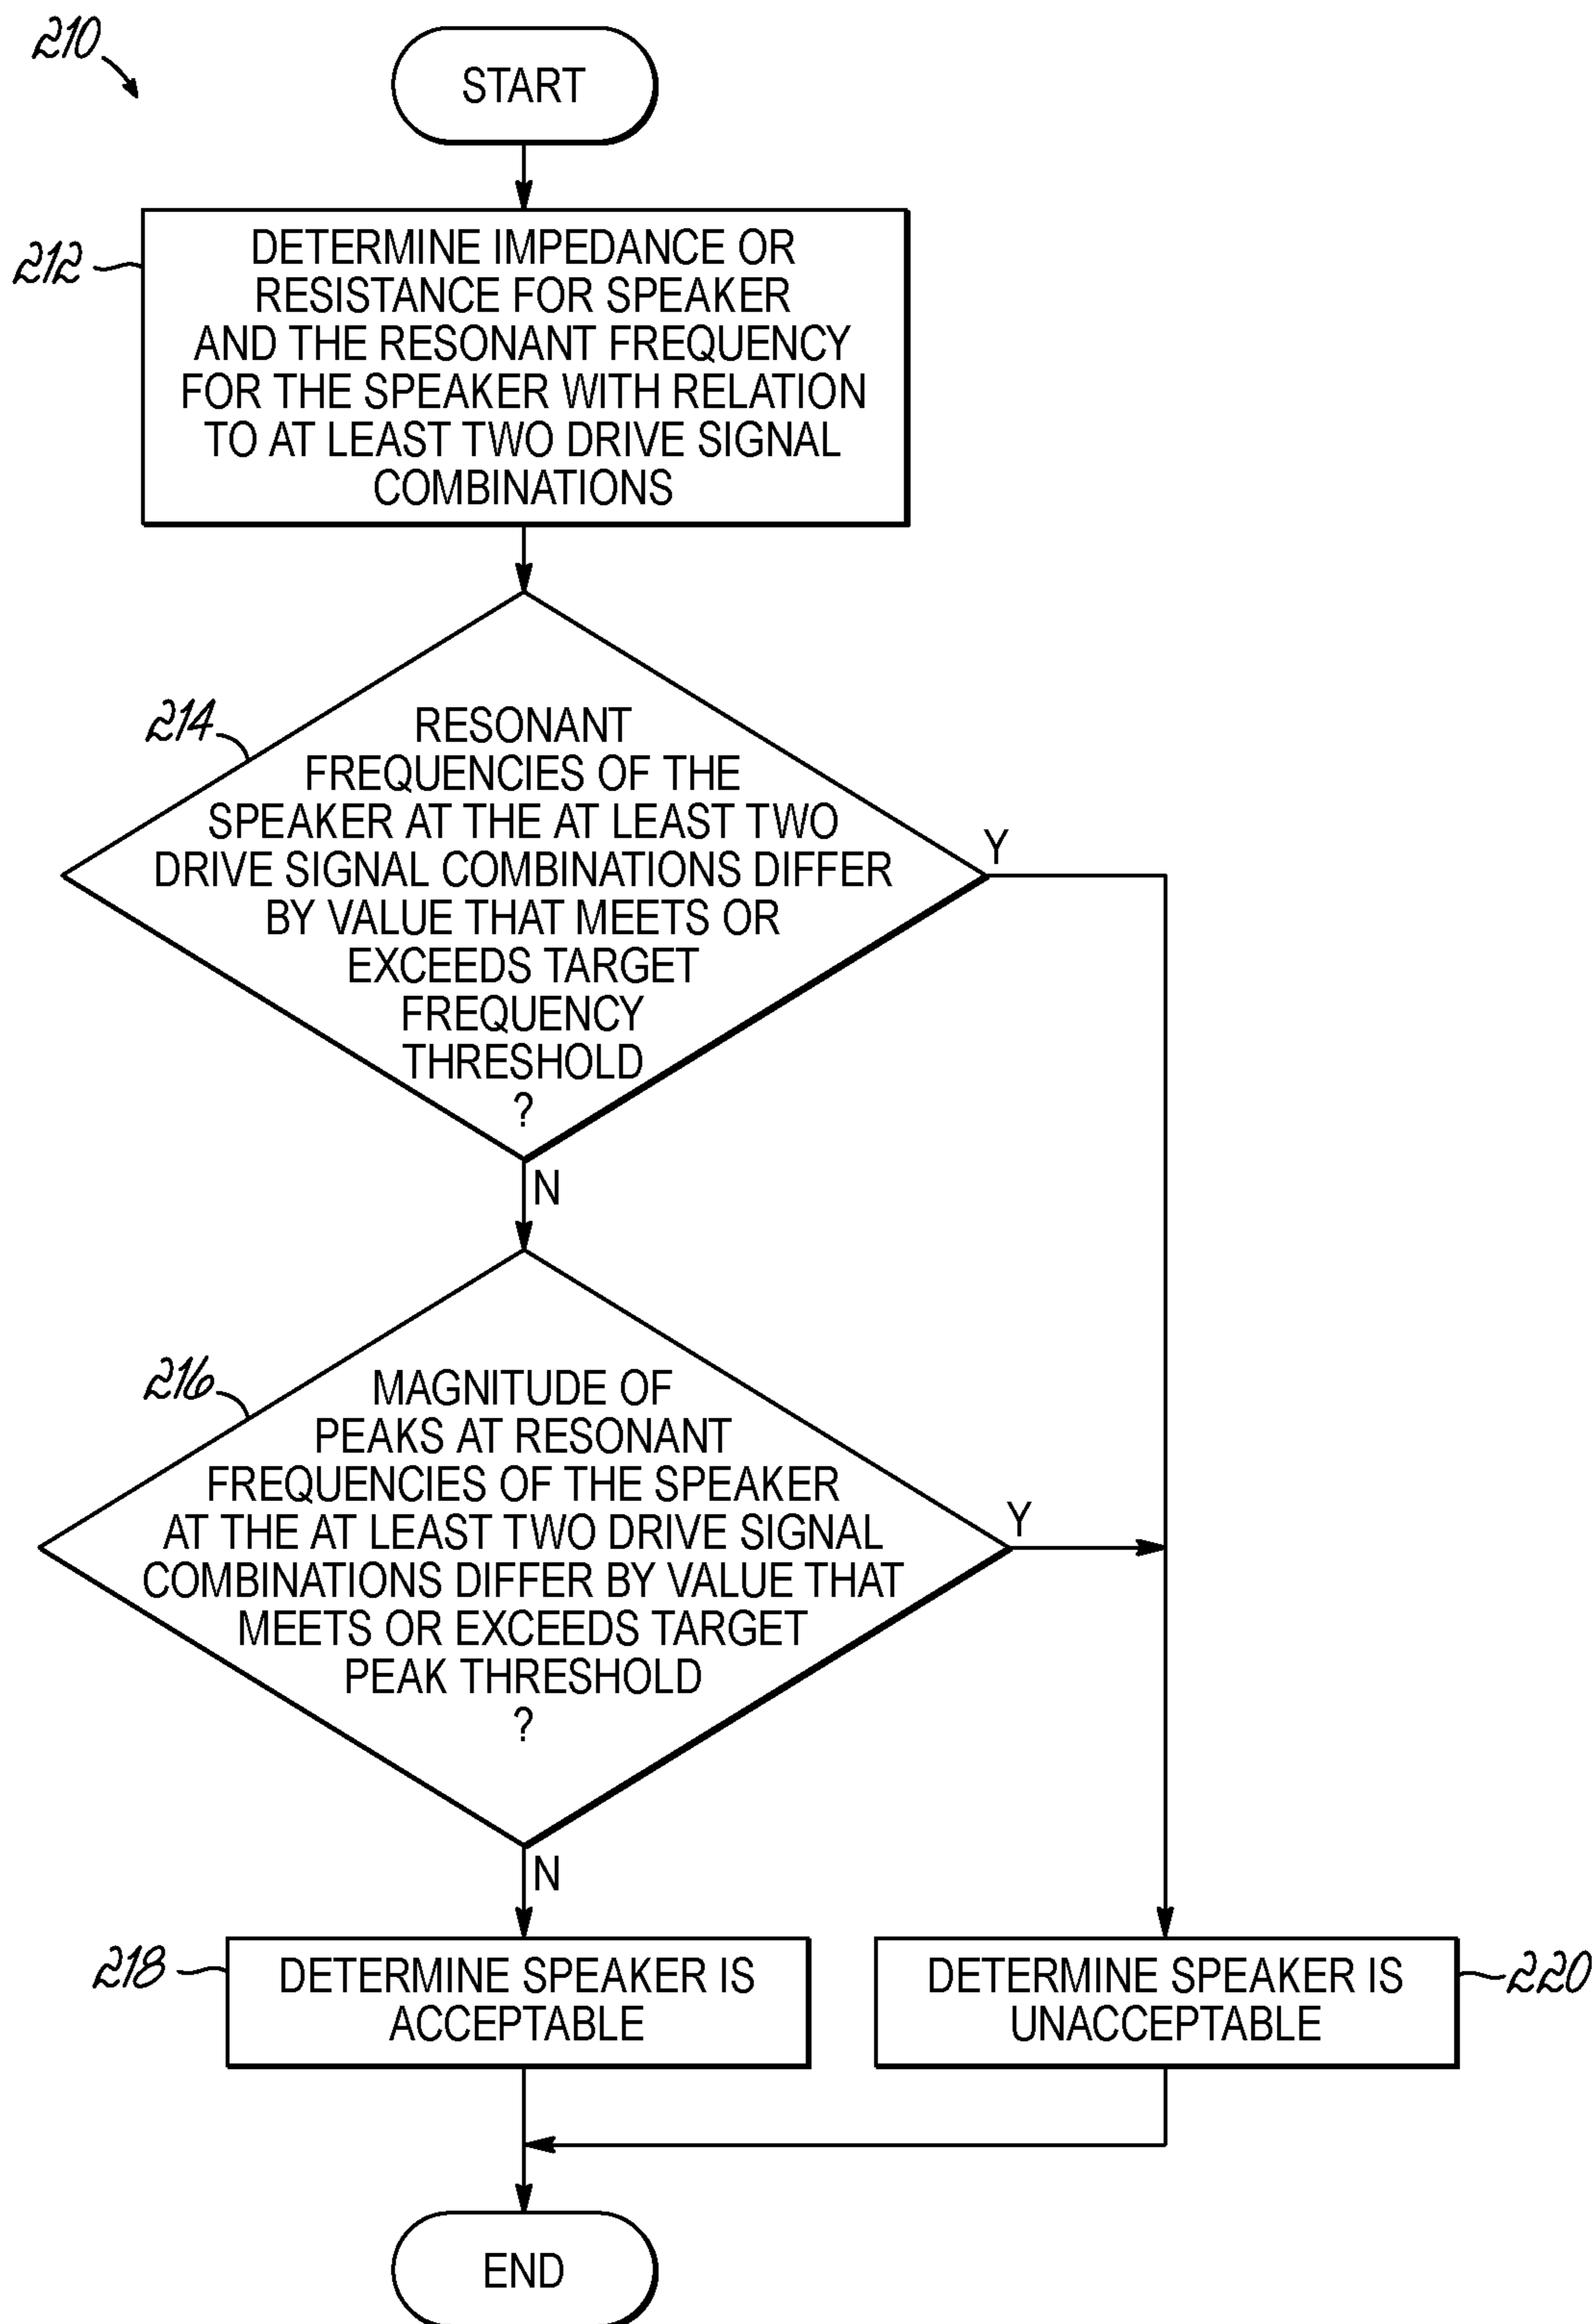 210
START
212
DETERMINE IMPEDANCE OR
RESISTANCE FOR SPEAKER
AND THE RESONANT FREQUENCY
FOR THE SPEAKER WITH RELATION
TO AT LEAST TWO DRIVE SIGNAL
COMBINATIONS
214
RESONANT
FREQUENCIES OF THE
SPEAKER AT THE AT LEAST TWO
DRIVE SIGNAL COMBINATIONS DIFFER
BY VALUE THAT MEETS OR
EXCEEDS TARGET
FREQUENCY
THRESHOLD
?
Y
N
216
MAGNITUDE OF
PEAKS AT RESONANT
FREQUENCIES OF THE SPEAKER
AT THE AT LEAST TWO DRIVE SIGNAL
COMBINATIONS DIFFER BY VALUE THAT
MEETS OR EXCEEDS TARGET
PEAK THRESHOLD
?
Y
N
218
DETERMINE SPEAKER IS
ACCEPTABLE
DETERMINE SPEAKER IS
UNACCEPTABLE
220
END